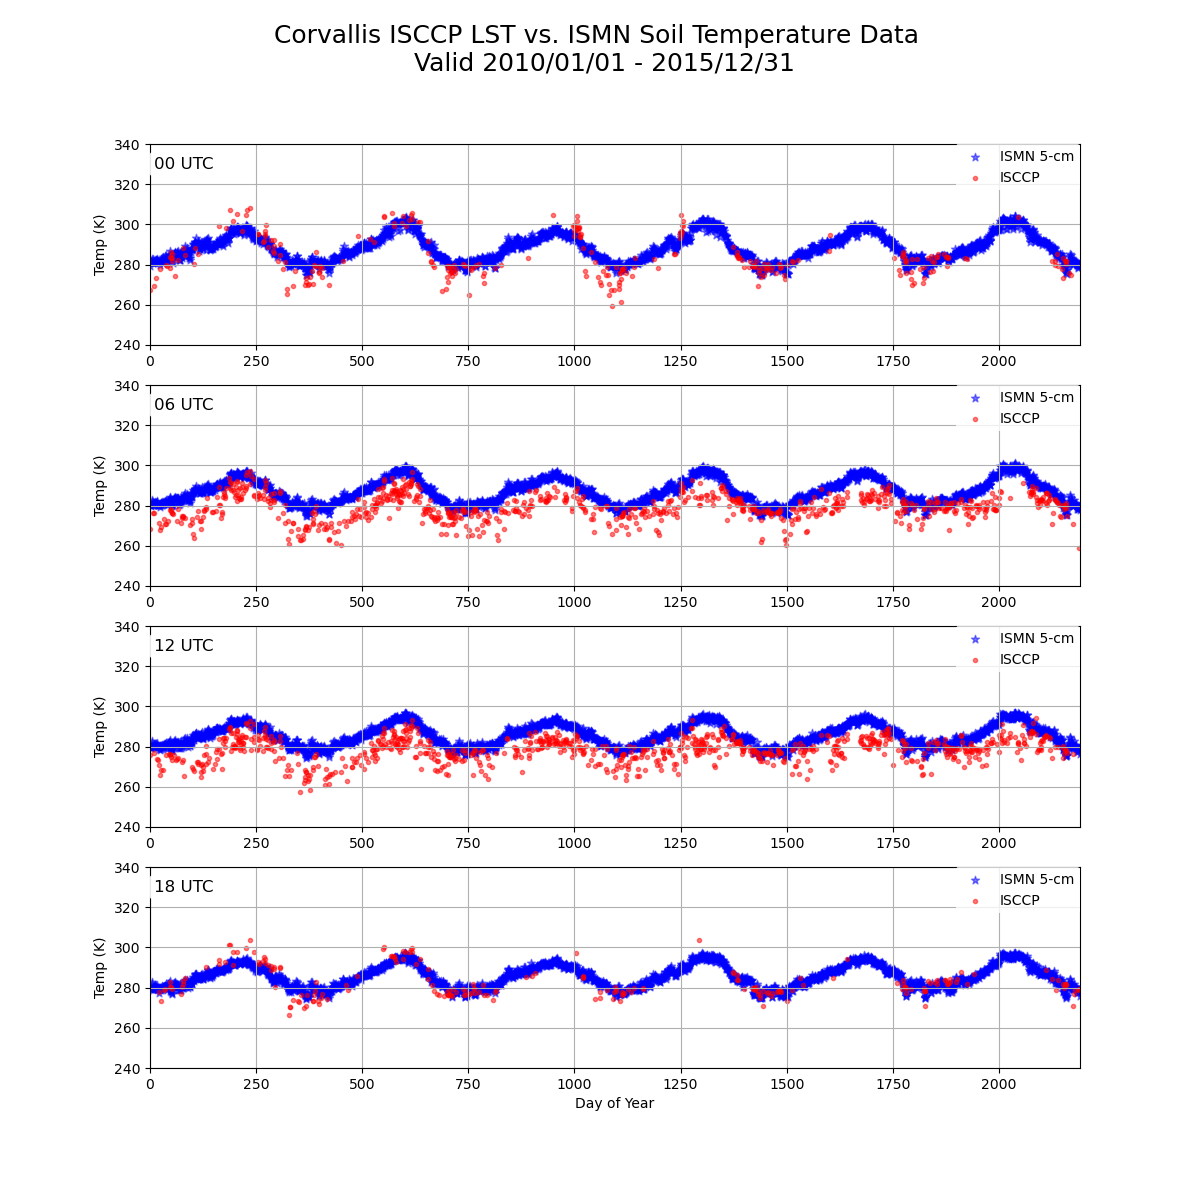 Corvallis ISCCP LST vs. ISMN Soil Temperature Data
Valid 2010/01/01 - 2015/12/31
340
00 UTC
ISMN 5-cm
ISCCP
320
300
Temp (K)
280
260
240
0 250 500 750 1000 1250 1500 1750 2000
340
06 UTC
ISMN 5-cm
ISCCP
320
300
Temp (K)
280
260
240
0 250 500 750 1000 1250 1500 1750 2000
340
12 UTC
ISMN 5-cm
ISCCP
320
300
Temp (K)
280
260
240
0 250 500 750 1000 1250 1500 1750 2000
340
18 UTC
ISMN 5-cm
ISCCP
320
300
Temp (K)
280
260
240
0 250 500 750 1000 1250 1500 1750 2000
Day of Year